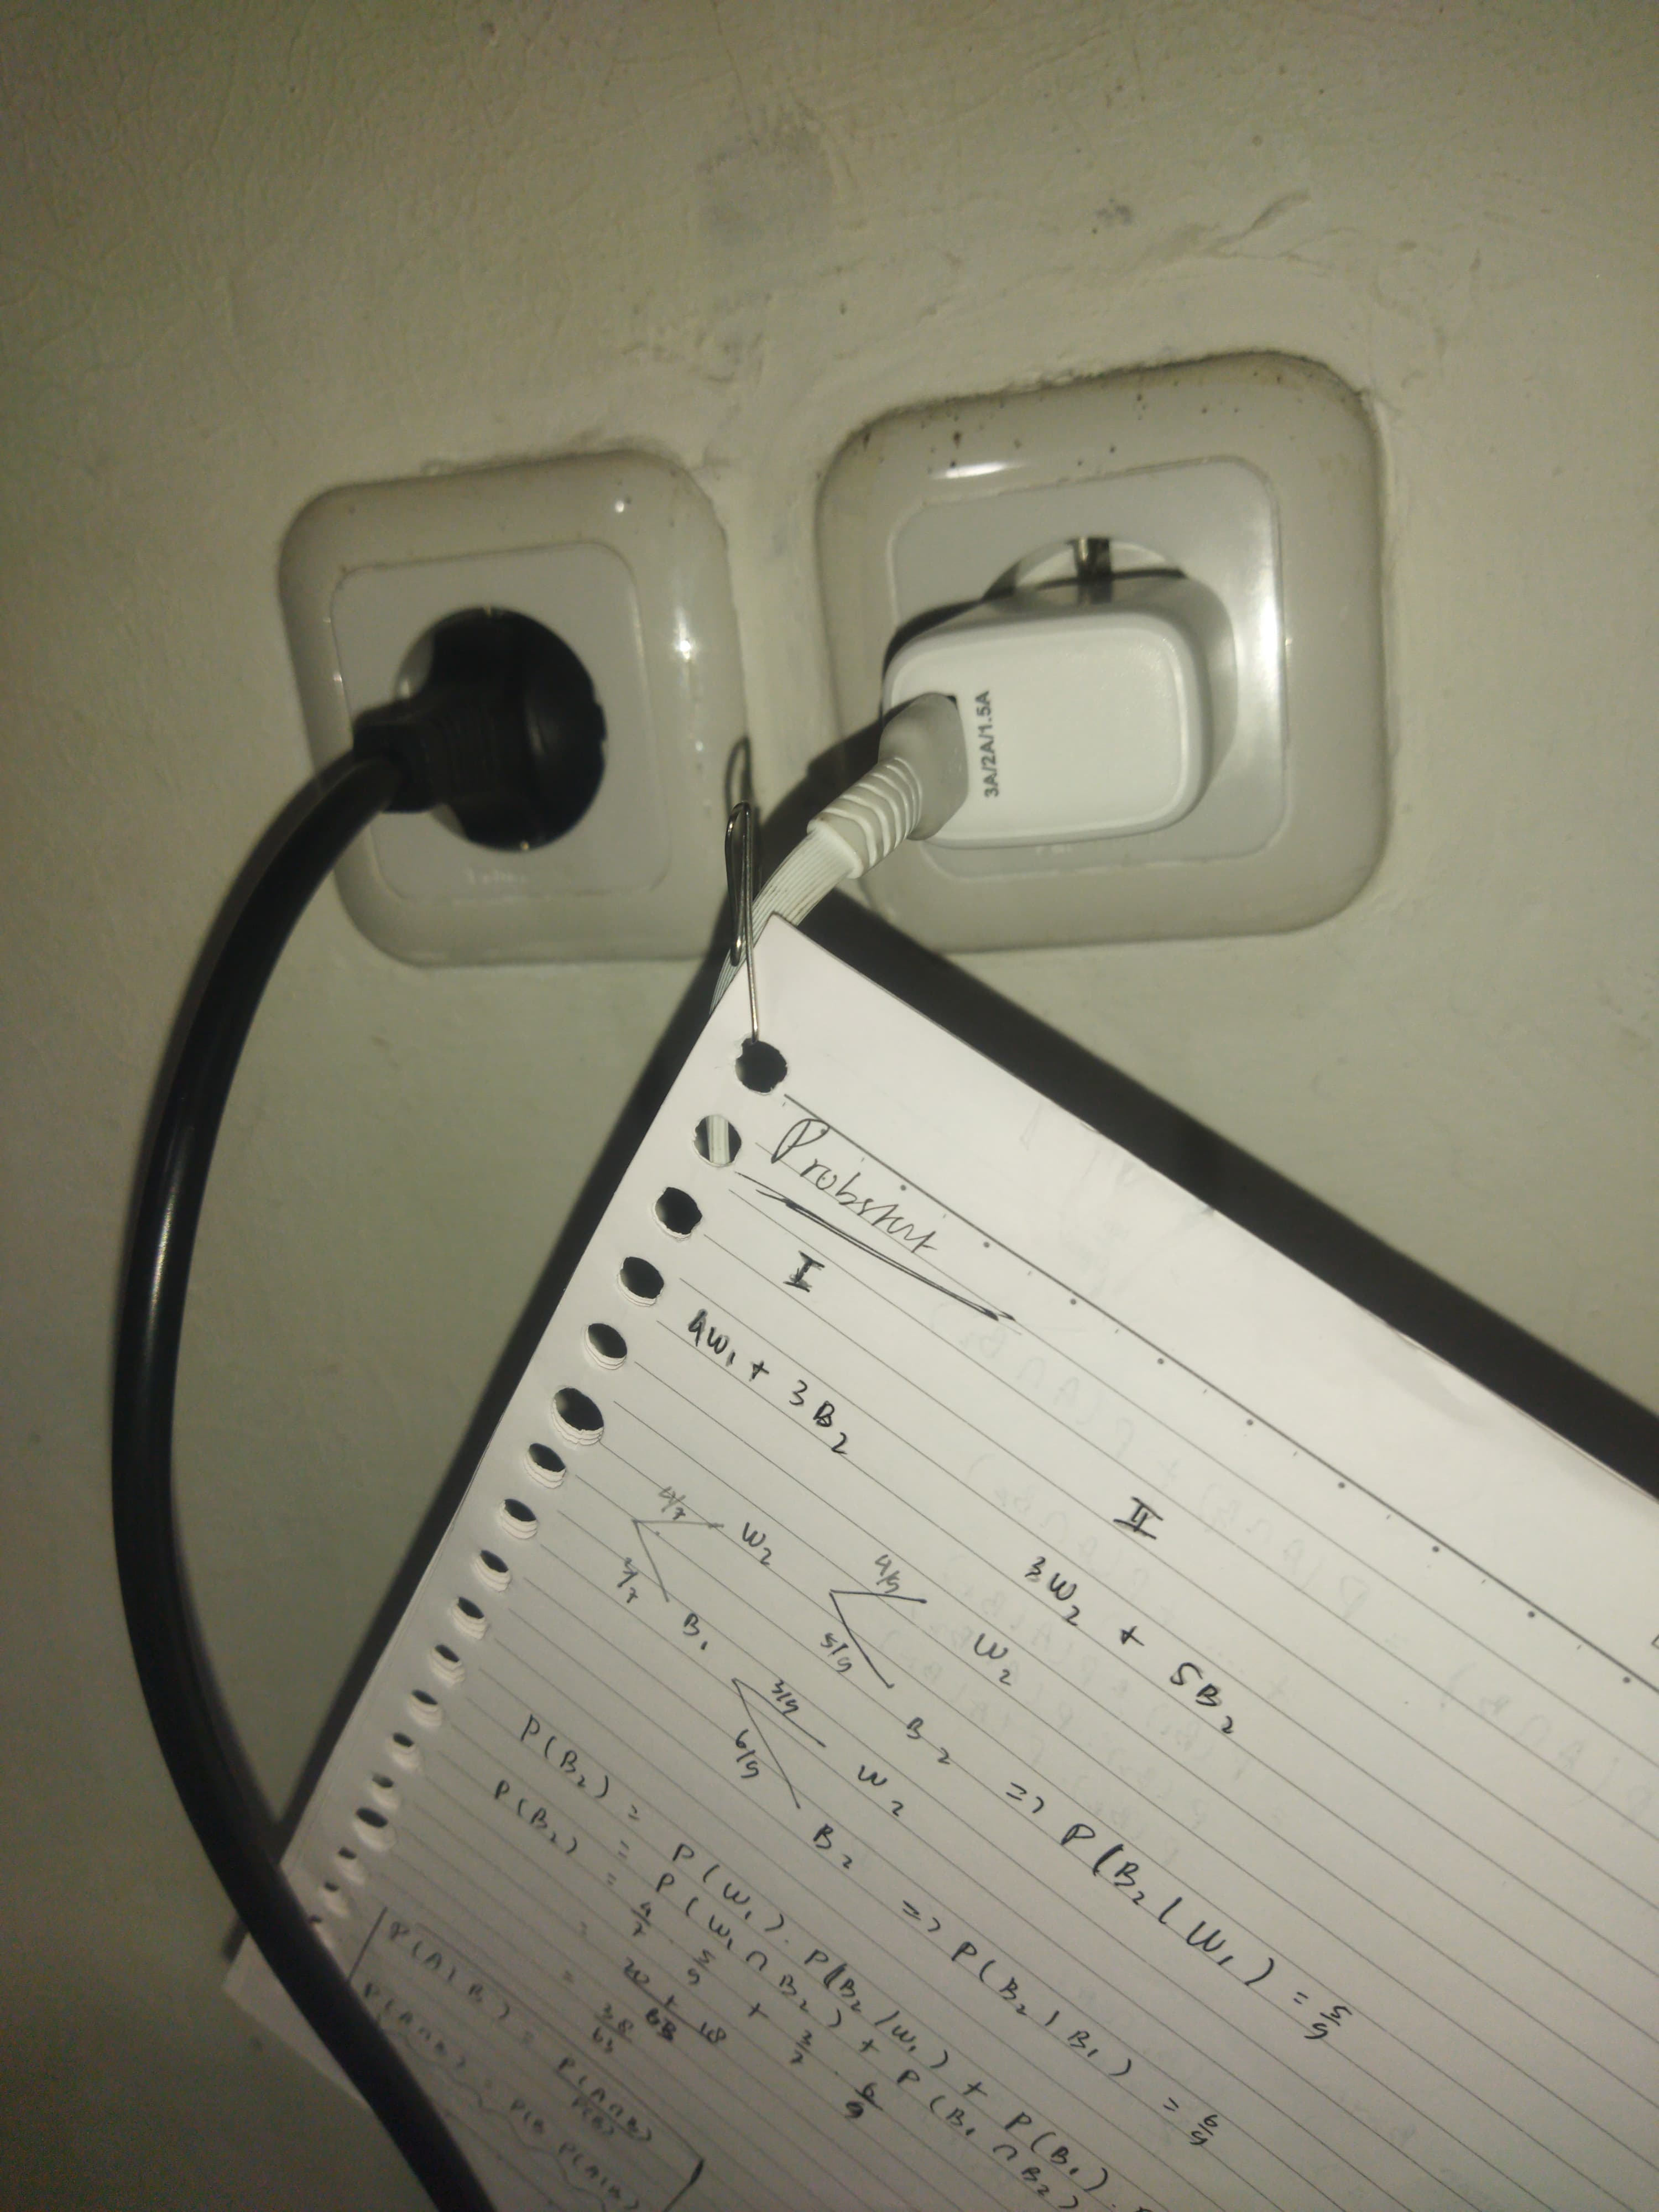 3A/2A/1.5A
Probstat
I
II
4W₁ + 3B₂
3W₂ + 5B₂
4/7 W₂
3/7 B₁
4/9 W₂
5/9 B₂ => P(B₂|W₁) = 5/9
3/9 W₂
6/9 B₂ => P(B₂|B₁) = 6/9
P(B₂) = P(W₁). P(B₂/W₁) + P(B₁).
= P(W₁ ∩ B₂) + P(B₁ ∩ B₂)
P(B₂) = 4/7 . 5/9 + 3/7 . 6/9
= 20 + 18 / 63
= 38/63
P(A|B) = P(A∩B)/P(B)
P(A∩B) = P(B) P(A|B)